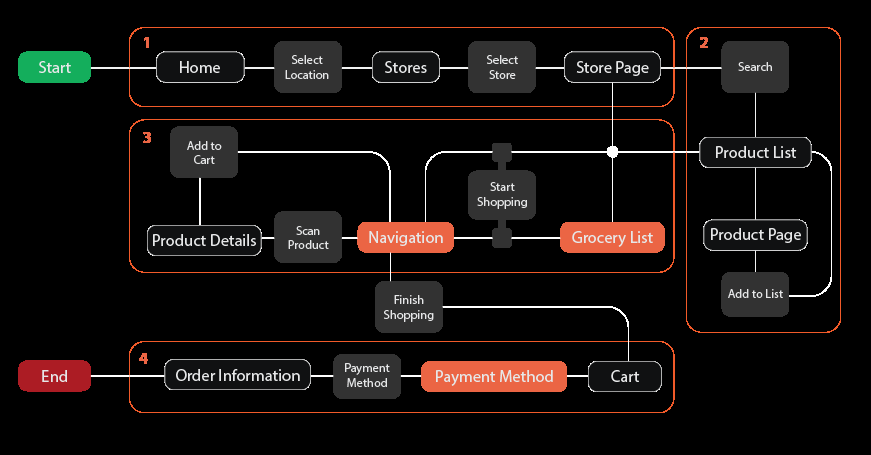 1
2
Start
Home
Select
Location
Stores
Select
Store
Store Page
Search
3
Add to
Cart
Product List
Start
Shopping
Product Details
Scan
Product
Navigation
Grocery List
Product Page
Finish
Shopping
Add to List
4
End
Order Information
Payment
Method
Payment Method
Cart